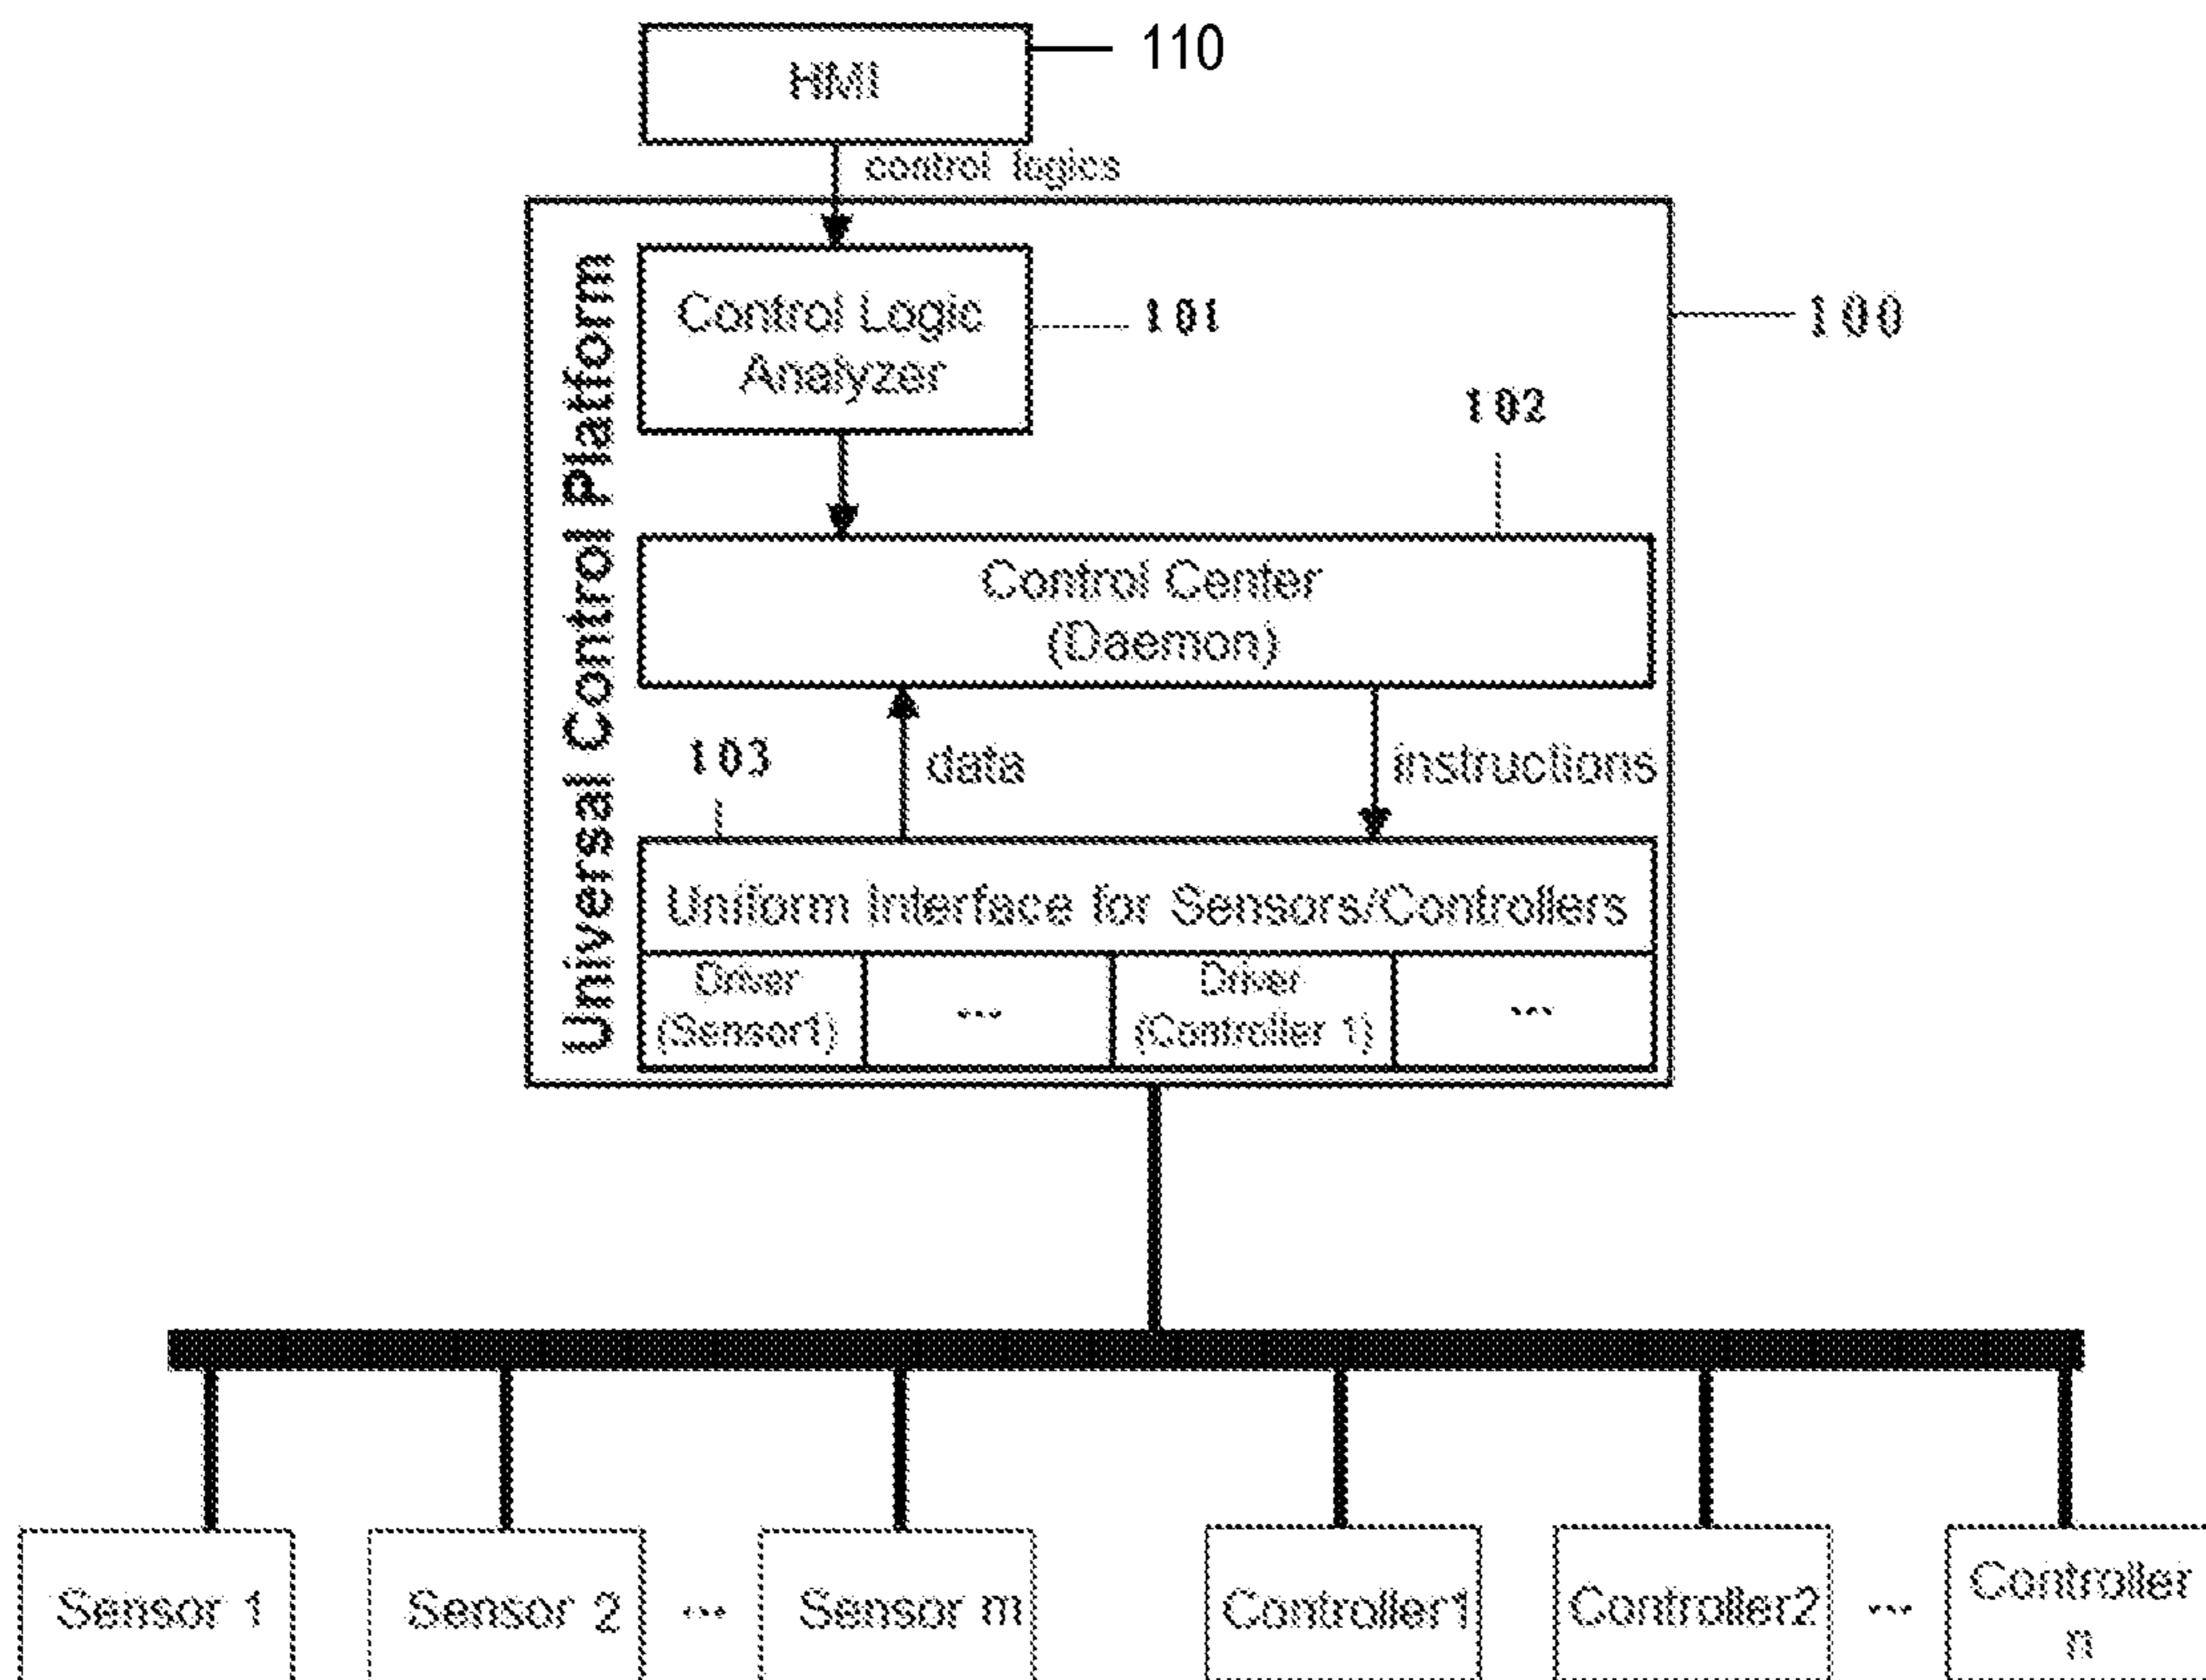 HMI
110
control logics
Universal Control Platform
Control Logic
Analyzer
101
100
102
Control Center
(Daemon)
103
data
instructions
Uniform Interface for Sensors/Controllers
Driver
(Sensor1)
...
Driver
(Controller 1)
...
Sensor 1
Sensor 2
...
Sensor m
Controller1
Controller2
...
Controller
n